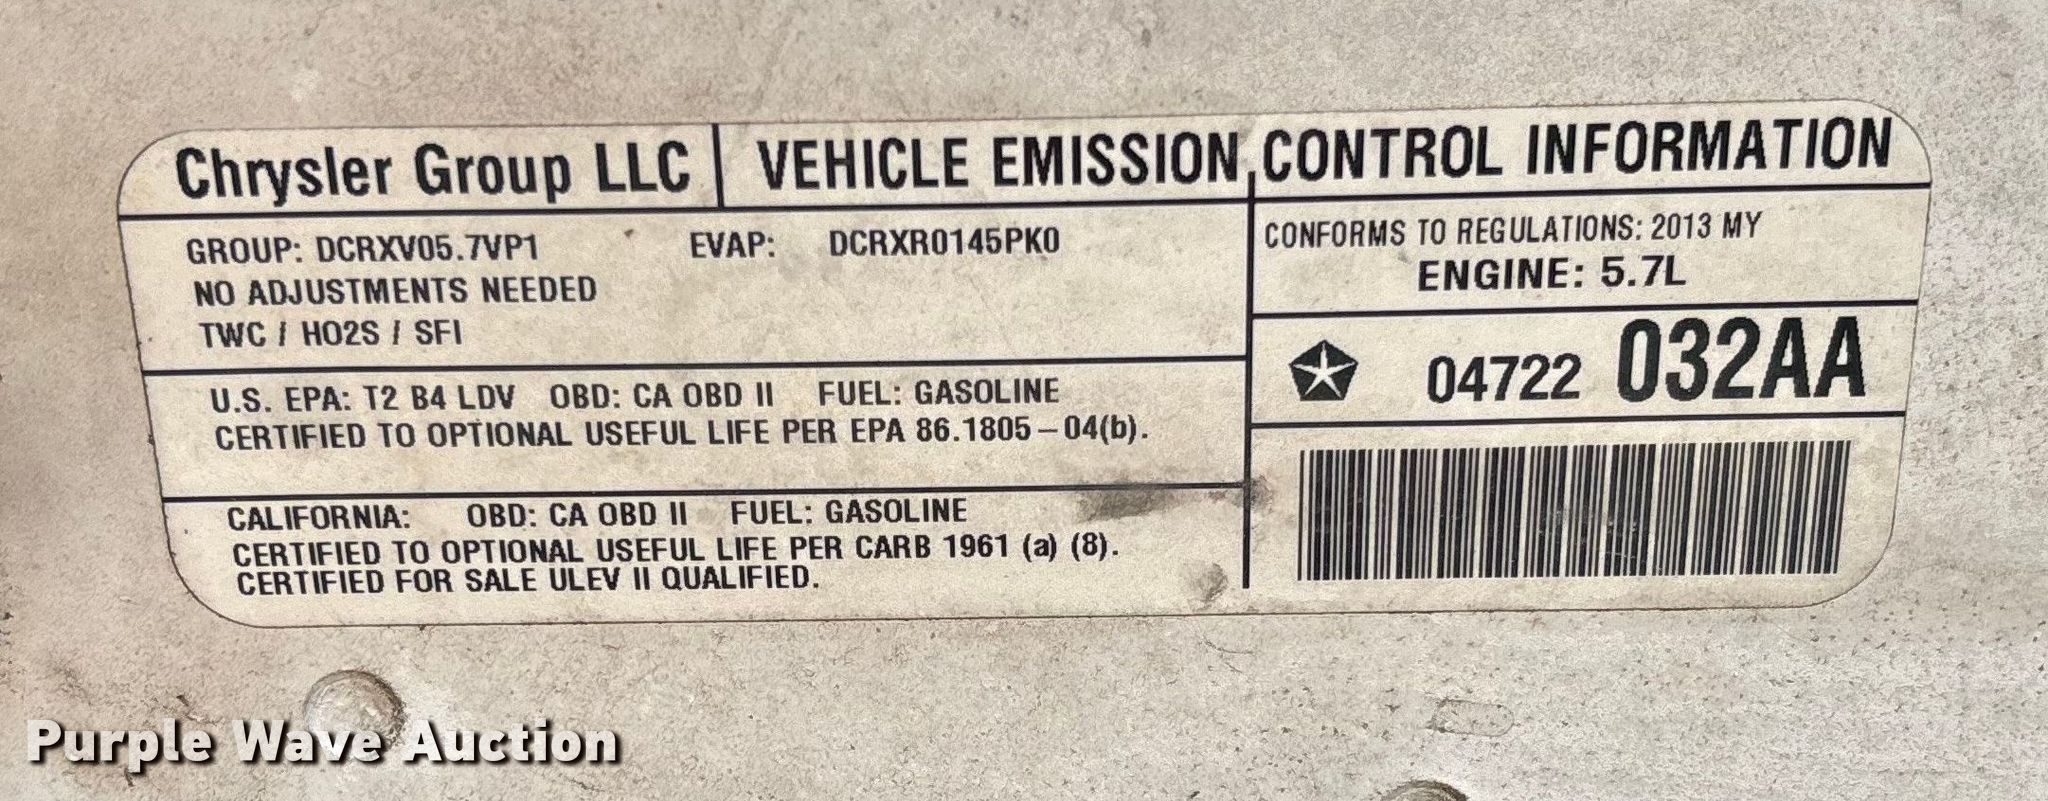 Chrysler Group LLC VEHICLE EMISSION CONTROL INFORMATION
GROUP: DCRXV05.7VP1 EVAP: DCRXR0145PK0
NO ADJUSTMENTS NEEDED
TWC / HO2S / SFI
CONFORMS TO REGULATIONS: 2013 MY
ENGINE: 5.7L
04722 032AA
U.S. EPA: T2 B4 LDV OBD: CA OBD II FUEL: GASOLINE
CERTIFIED TO OPTIONAL USEFUL LIFE PER EPA 86.1805-04(b).
CALIFORNIA: OBD: CA OBD II FUEL: GASOLINE
CERTIFIED TO OPTIONAL USEFUL LIFE PER CARB 1961 (a) (8).
CERTIFIED FOR SALE ULEV II QUALIFIED.
Purple Wave Auction